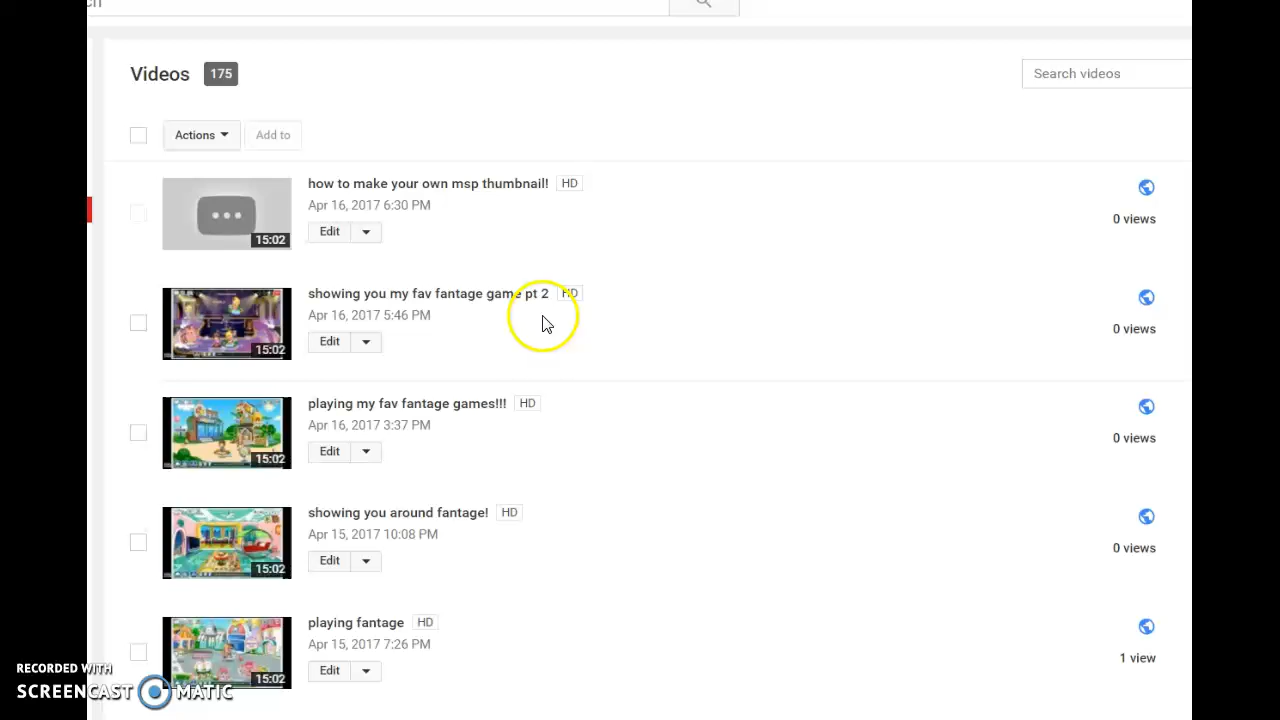 Videos 175
Search videos
Actions Add to
how to make your own msp thumbnail! HD
Apr 16, 2017 6:30 PM
0 views
Edit
15:02
showing you my fav fantage game pt 2 HD
Apr 16, 2017 5:46 PM
0 views
Edit
15:02
playing my fav fantage games!!! HD
Apr 16, 2017 3:37 PM
0 views
Edit
15:02
showing you around fantage! HD
Apr 15, 2017 10:08 PM
0 views
Edit
15:02
playing fantage HD
Apr 15, 2017 7:26 PM
1 view
Edit
15:02
RECORDED WITH
SCREENCAST MATIC